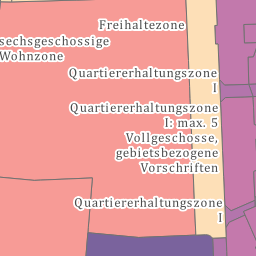 Freihaltezone
sechsgeschossige
Wohnzone
Quartiererhaltungszone
I
Quartiererhaltungszone
I: max. 5
Vollgeschosse,
gebietsbezogene
Vorschriften
Quartiererhaltungszone
I